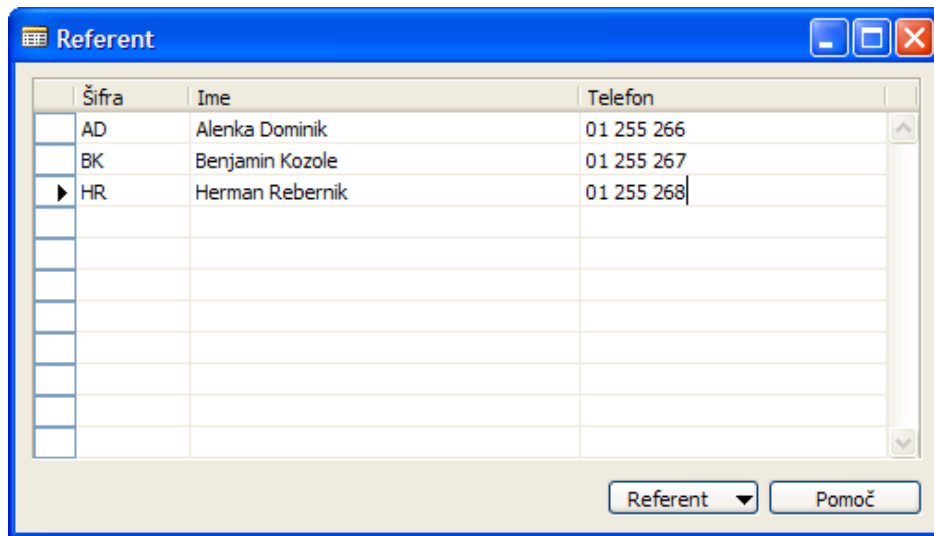 Referent
Šifra Ime Telefon
AD Alenka Dominik 01 255 266
BK Benjamin Kozole 01 255 267
HR Herman Rebernik 01 255 268
Referent Pomoč